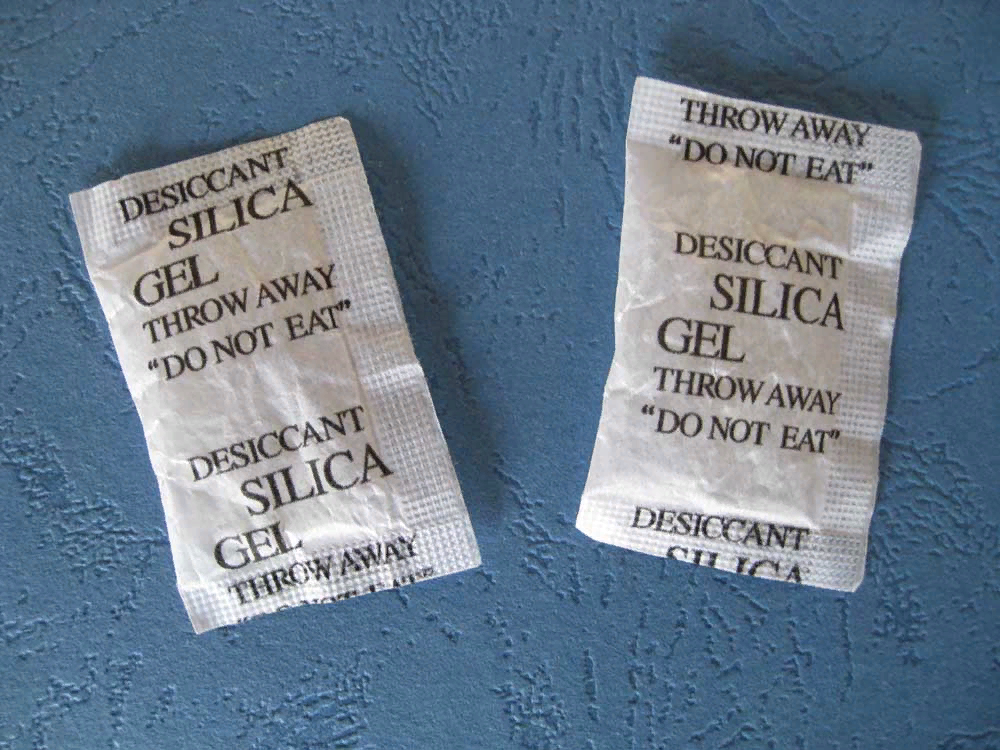 DESICCANT
SILICA
GEL
THROW AWAY
“DO NOT EAT”
DESICCANT
SILICA
GEL
THROW AWAY
THROW AWAY
“DO NOT EAT”
DESICCANT
SILICA
GEL
THROW AWAY
“DO NOT EAT”
DESICCANT
SILICA